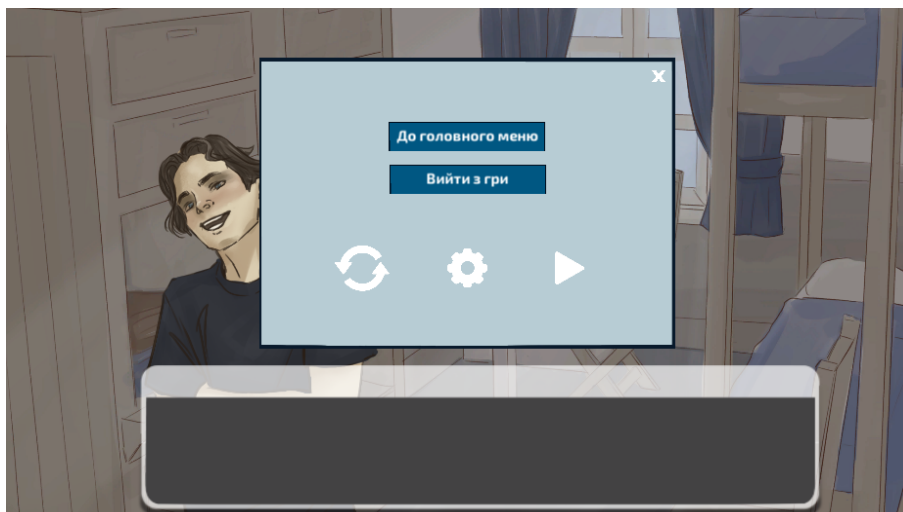 x
До головного меню
Вийти з гри